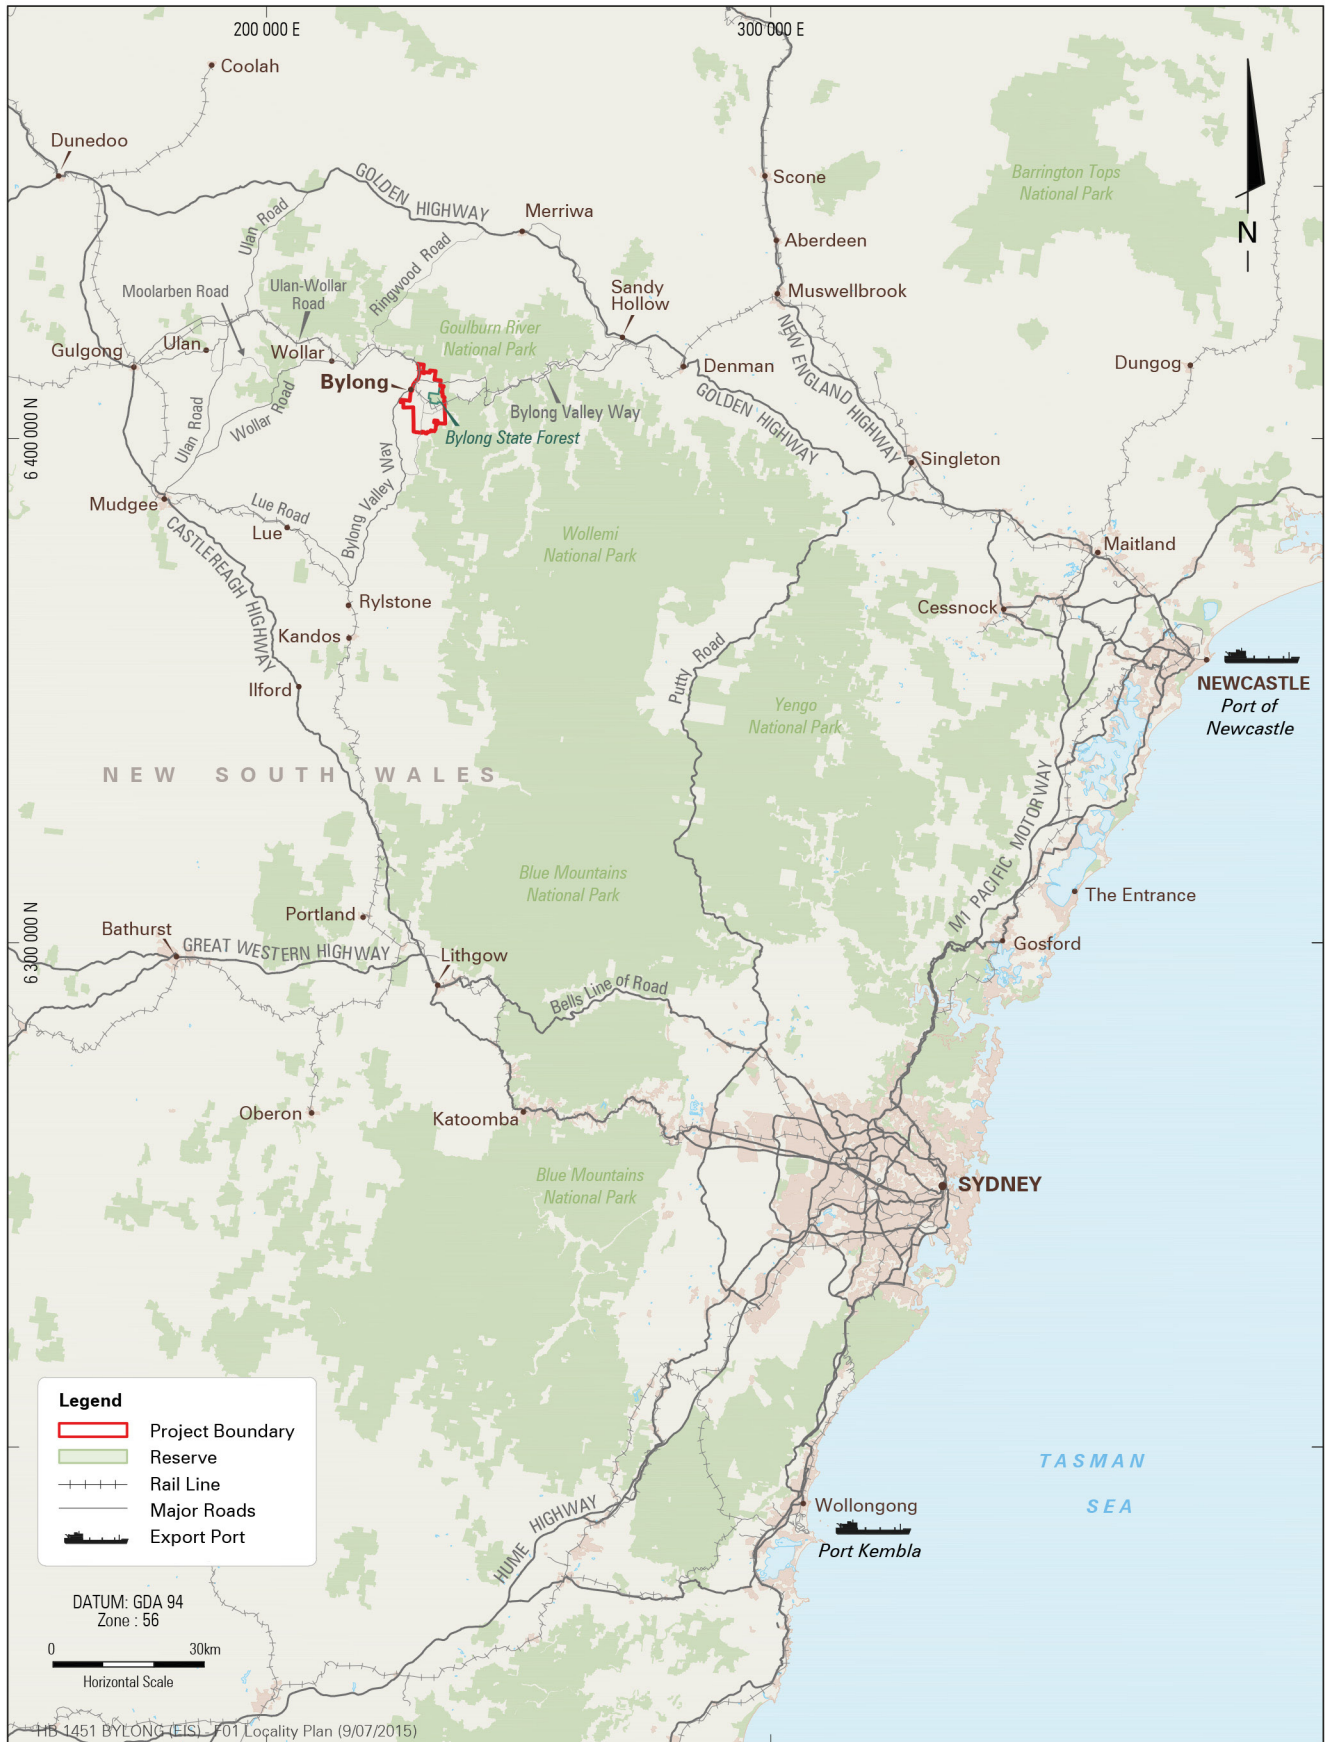 200 000 E
300 000 E
Coolah
Dunedoo
GOLDEN HIGHWAY
Scone
Barrington Tops
National Park
Merriwa
Ulan Road
Ringwood Road
Aberdeen
N
Moolarben Road
Ulan-Wollar
Road
Sandy
Hollow
Muswellbrook
Goulburn River
National Park
NEW ENGLAND HIGHWAY
Gulgong
Ulan
Wollar
Denman
Dungog
Bylong
Bylong Valley Way
GOLDEN HIGHWAY
6 400 000 N
Ulan Road
Wollar Road
Bylong State Forest
Singleton
Mudgee
Lue Road
Lue
Bylong Valley Way
CASTLEREAGH HIGHWAY
Wollemi
National Park
Maitland
Rylstone
Cessnock
Kandos
Putty Road
Ilford
NEWCASTLE
Port of
Newcastle
Yengo
National Park
NEW SOUTH WALES
M1 PACIFIC MOTORWAY
Blue Mountains
National Park
The Entrance
6 300 000 N
Portland
Bathurst
GREAT WESTERN HIGHWAY
Lithgow
Gosford
Bells Line of Road
Oberon
Katoomba
Blue Mountains
National Park
SYDNEY
Legend
Project Boundary
Reserve
Rail Line
Major Roads
Export Port
TASMAN
SEA
Wollongong
Port Kembla
HUME HIGHWAY
DATUM: GDA 94
Zone : 56
0 30km
Horizontal Scale
HB 1451 BYLONG (EIS) - F01 Locality Plan (9/07/2015)